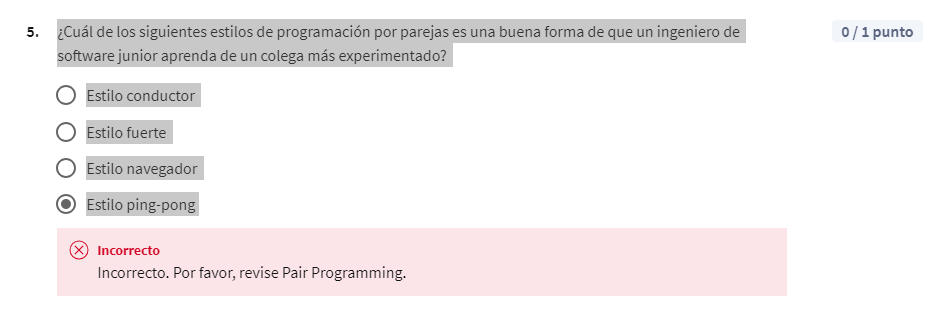 5. ¿Cuál de los siguientes estilos de programación por parejas es una buena forma de que un ingeniero de 0 / 1 punto
software junior aprenda de un colega más experimentado?
Estilo conductor
Estilo fuerte
Estilo navegador
Estilo ping-pong
Incorrecto
Incorrecto. Por favor, revise Pair Programming.